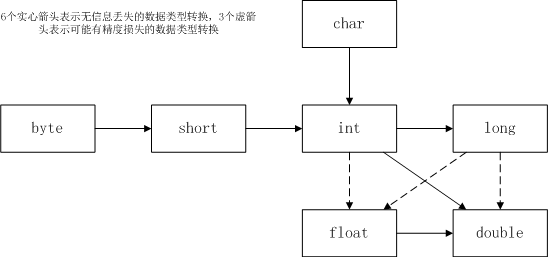 6个实心箭头表示无信息丢失的数据类型转换，3个虚箭
头表示可能有精度损失的数据类型转换
char
byte
short
int
long
float
double